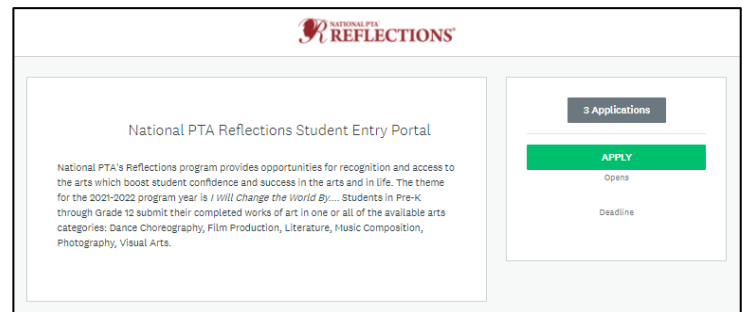 NATIONAL PTA
REFLECTIONS
National PTA Reflections Student Entry Portal
National PTA's Reflections program provides opportunities for recognition and access to
the arts which boost student confidence and success in the arts and in life. The theme
for the 2021-2022 program year is I Will Change the World By.... Students in Pre-K
through Grade 12 submit their completed works of art in one or all of the available arts
categories: Dance Choreography, Film Production, Literature, Music Composition,
Photography, Visual Arts.
3 Applications
APPLY
Opens
Deadline